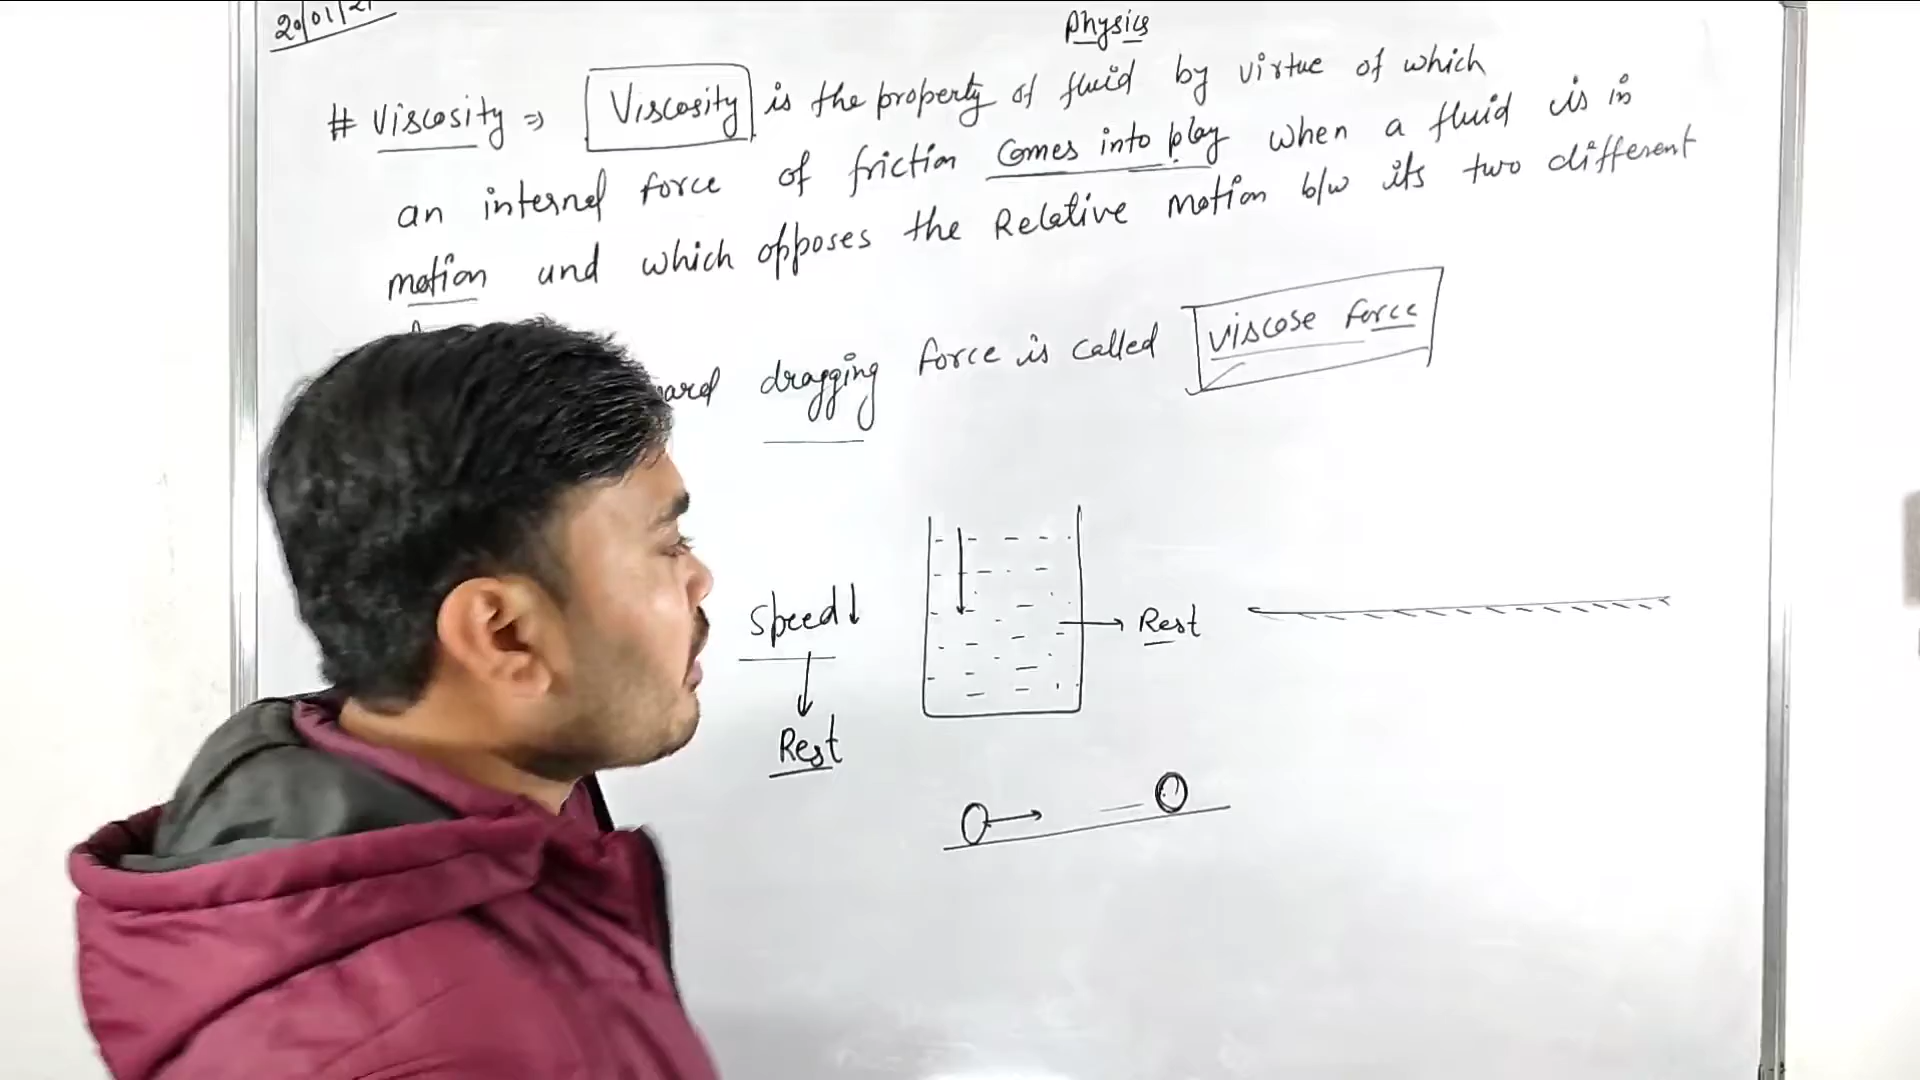 20/01/21
Physics
# Viscosity ⇒ Viscosity is the property of fluid by virtue of which
an internal force of friction comes into play when a fluid is in
motion and which opposes the Relative motion b/w its two different
dragging force is called viscose force
Speed↓
Rest
Rest